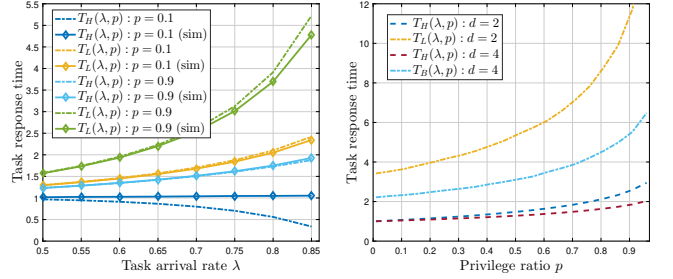 5.5
5
4.5
4
3.5
3
2.5
2
1.5
1
0.5
0
Task response time
T_H(λ, p) : p = 0.1
T_H(λ, p) : p = 0.1 (sim)
T_L(λ, p) : p = 0.1
T_L(λ, p) : p = 0.1 (sim)
T_H(λ, p) : p = 0.9
T_H(λ, p) : p = 0.9 (sim)
T_L(λ, p) : p = 0.9
T_L(λ, p) : p = 0.9 (sim)
0.5 0.55 0.6 0.65 0.7 0.75 0.8 0.85
Task arrival rate λ
12
10
8
6
4
2
0
Task response time
T_H(λ, p) : d = 2
T_L(λ, p) : d = 2
T_H(λ, p) : d = 4
T_B(λ, p) : d = 4
0 0.1 0.2 0.3 0.4 0.5 0.6 0.7 0.8 0.9
Privilege ratio p